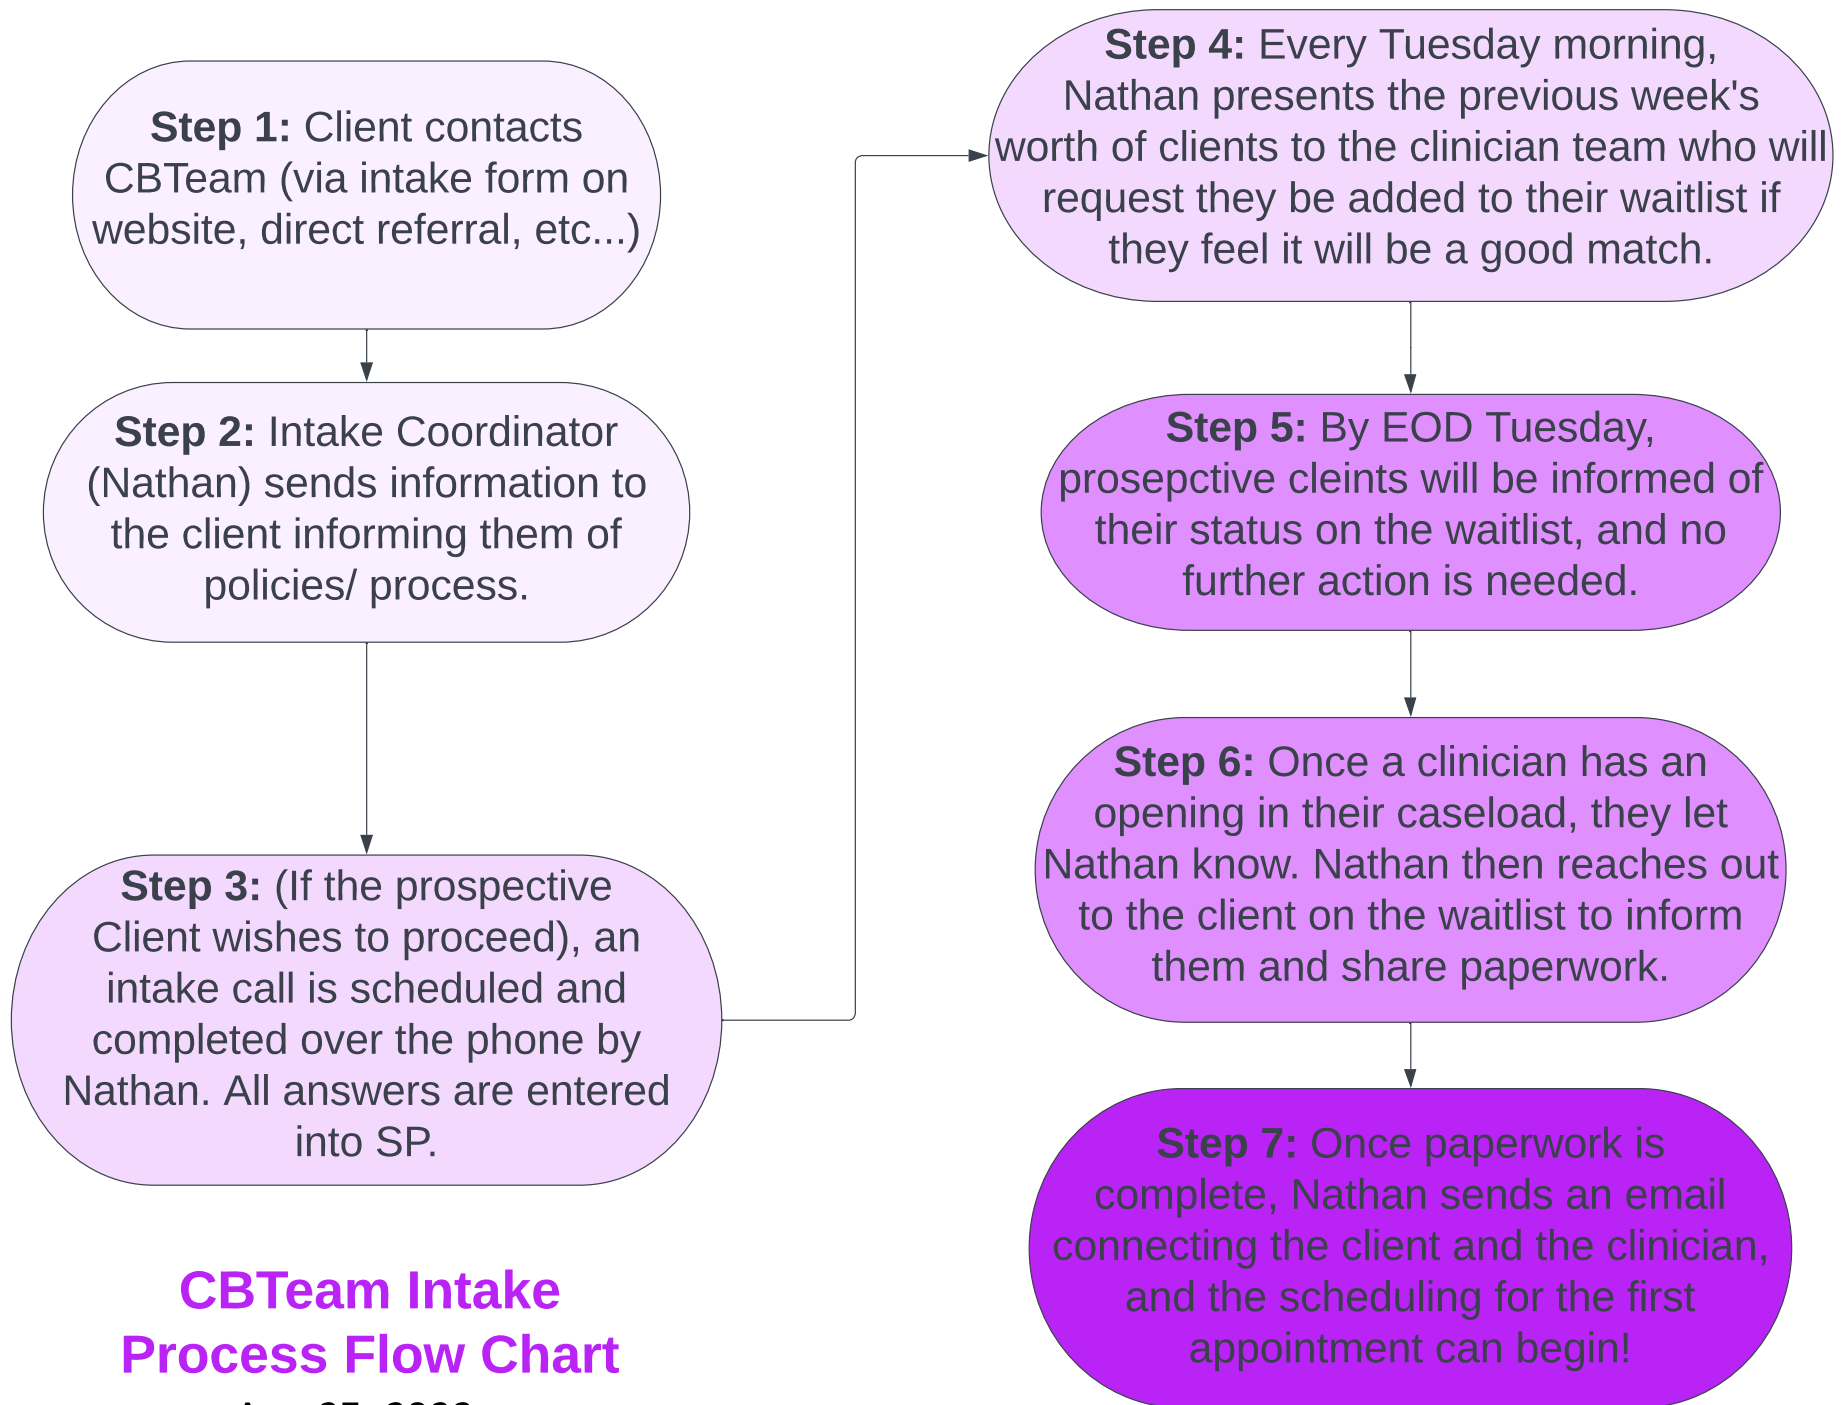 Step 1: Client contacts
CBTeam (via intake form on
website, direct referral, etc...)
Step 2: Intake Coordinator
(Nathan) sends information to
the client informing them of
policies/ process.
Step 3: (If the prospective
Client wishes to proceed), an
intake call is scheduled and
completed over the phone by
Nathan. All answers are entered
into SP.
Step 4: Every Tuesday morning,
Nathan presents the previous week's
worth of clients to the clinician team who will
request they be added to their waitlist if
they feel it will be a good match.
Step 5: By EOD Tuesday,
prosepctive cleints will be informed of
their status on the waitlist, and no
further action is needed.
Step 6: Once a clinician has an
opening in their caseload, they let
Nathan know. Nathan then reaches out
to the client on the waitlist to inform
them and share paperwork.
Step 7: Once paperwork is
complete, Nathan sends an email
connecting the client and the clinician,
and the scheduling for the first
appointment can begin!
CBTeam Intake
Process Flow Chart